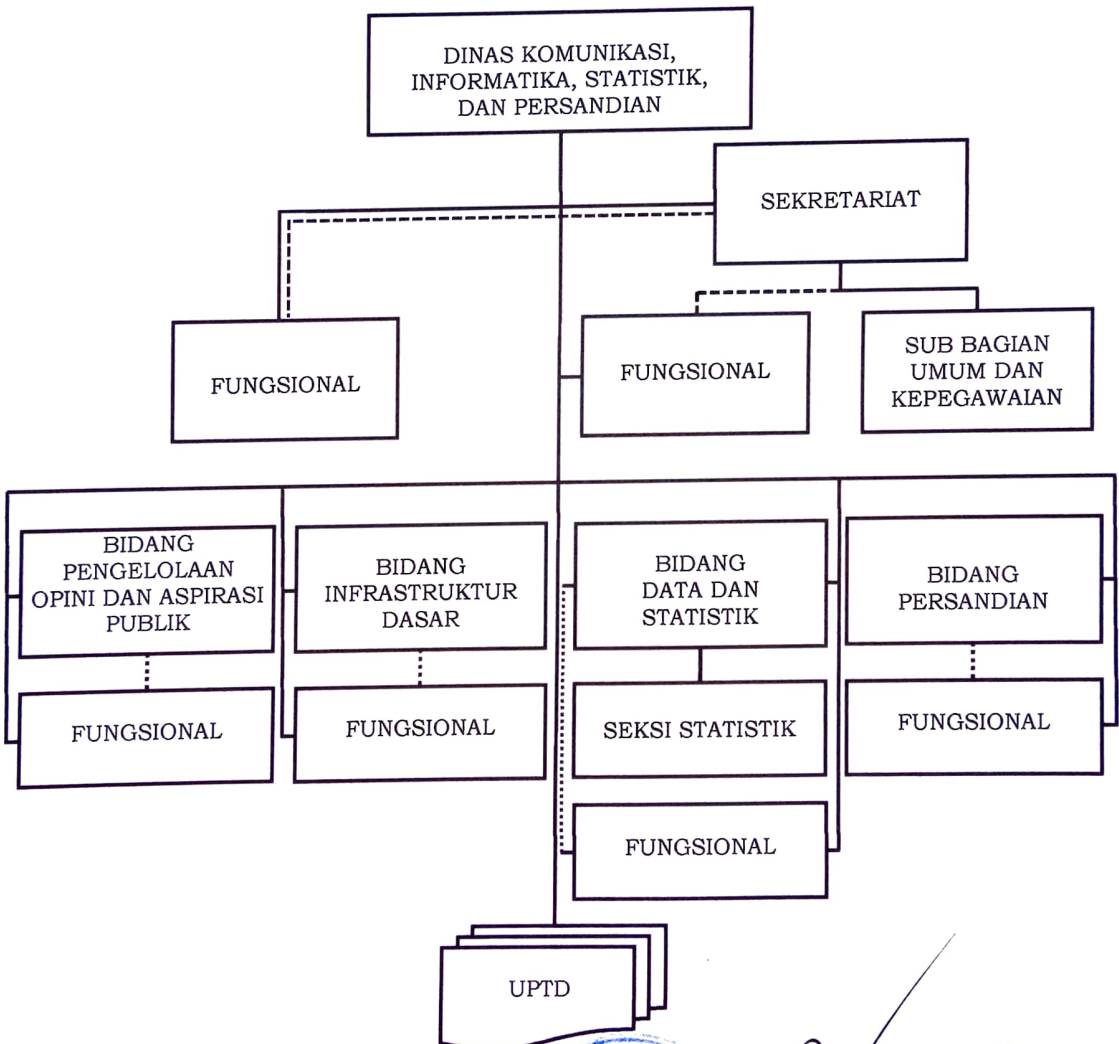 DINAS KOMUNIKASI,
INFORMATIKA, STATISTIK,
DAN PERSANDIAN
SEKRETARIAT
FUNGSIONAL
FUNGSIONAL
SUB BAGIAN
UMUM DAN
KEPEGAWAIAN
BIDANG
PENGELOLAAN
OPINI DAN ASPIRASI
PUBLIK
BIDANG
INFRASTRUKTUR
DASAR
BIDANG
DATA DAN
STATISTIK
BIDANG
PERSANDIAN
FUNGSIONAL
FUNGSIONAL
SEKSI STATISTIK
FUNGSIONAL
FUNGSIONAL
UPTD